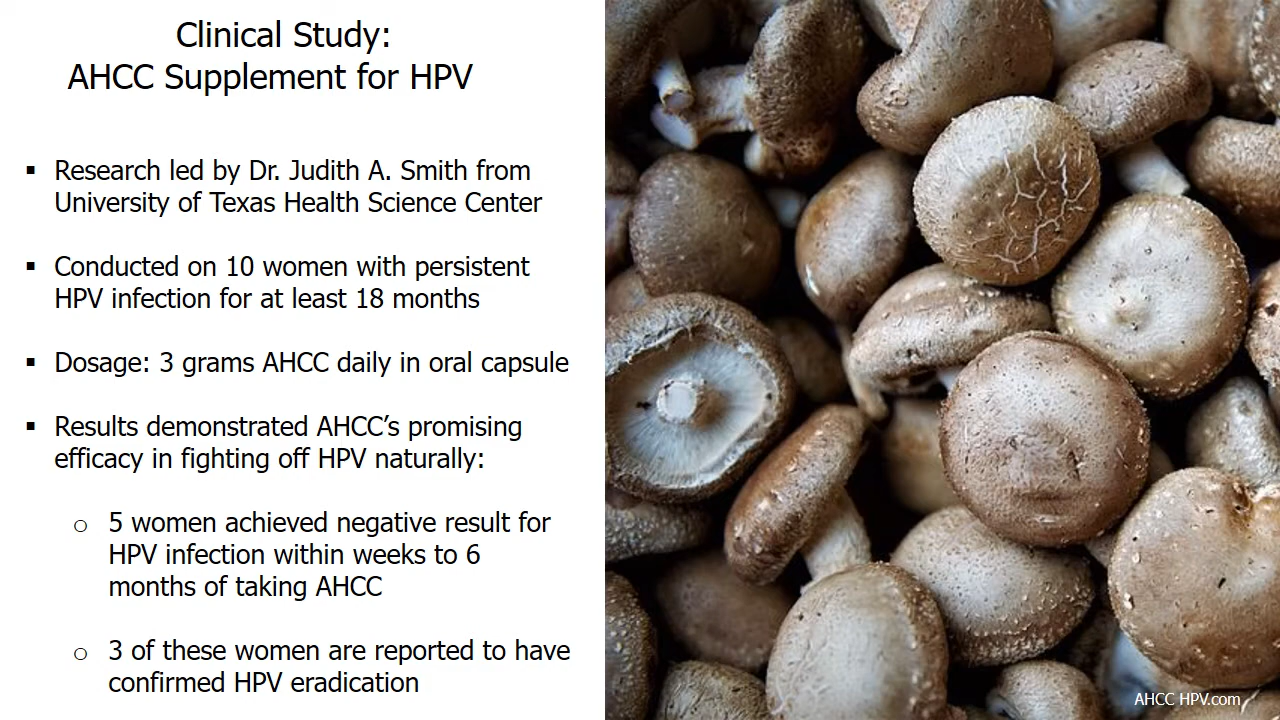 Clinical Study:
AHCC Supplement for HPV
▪ Research led by Dr. Judith A. Smith from
University of Texas Health Science Center
▪ Conducted on 10 women with persistent
HPV infection for at least 18 months
▪ Dosage: 3 grams AHCC daily in oral capsule
▪ Results demonstrated AHCC’s promising
efficacy in fighting off HPV naturally:
o 5 women achieved negative result for
HPV infection within weeks to 6
months of taking AHCC
o 3 of these women are reported to have
confirmed HPV eradication
AHCC HPV.com